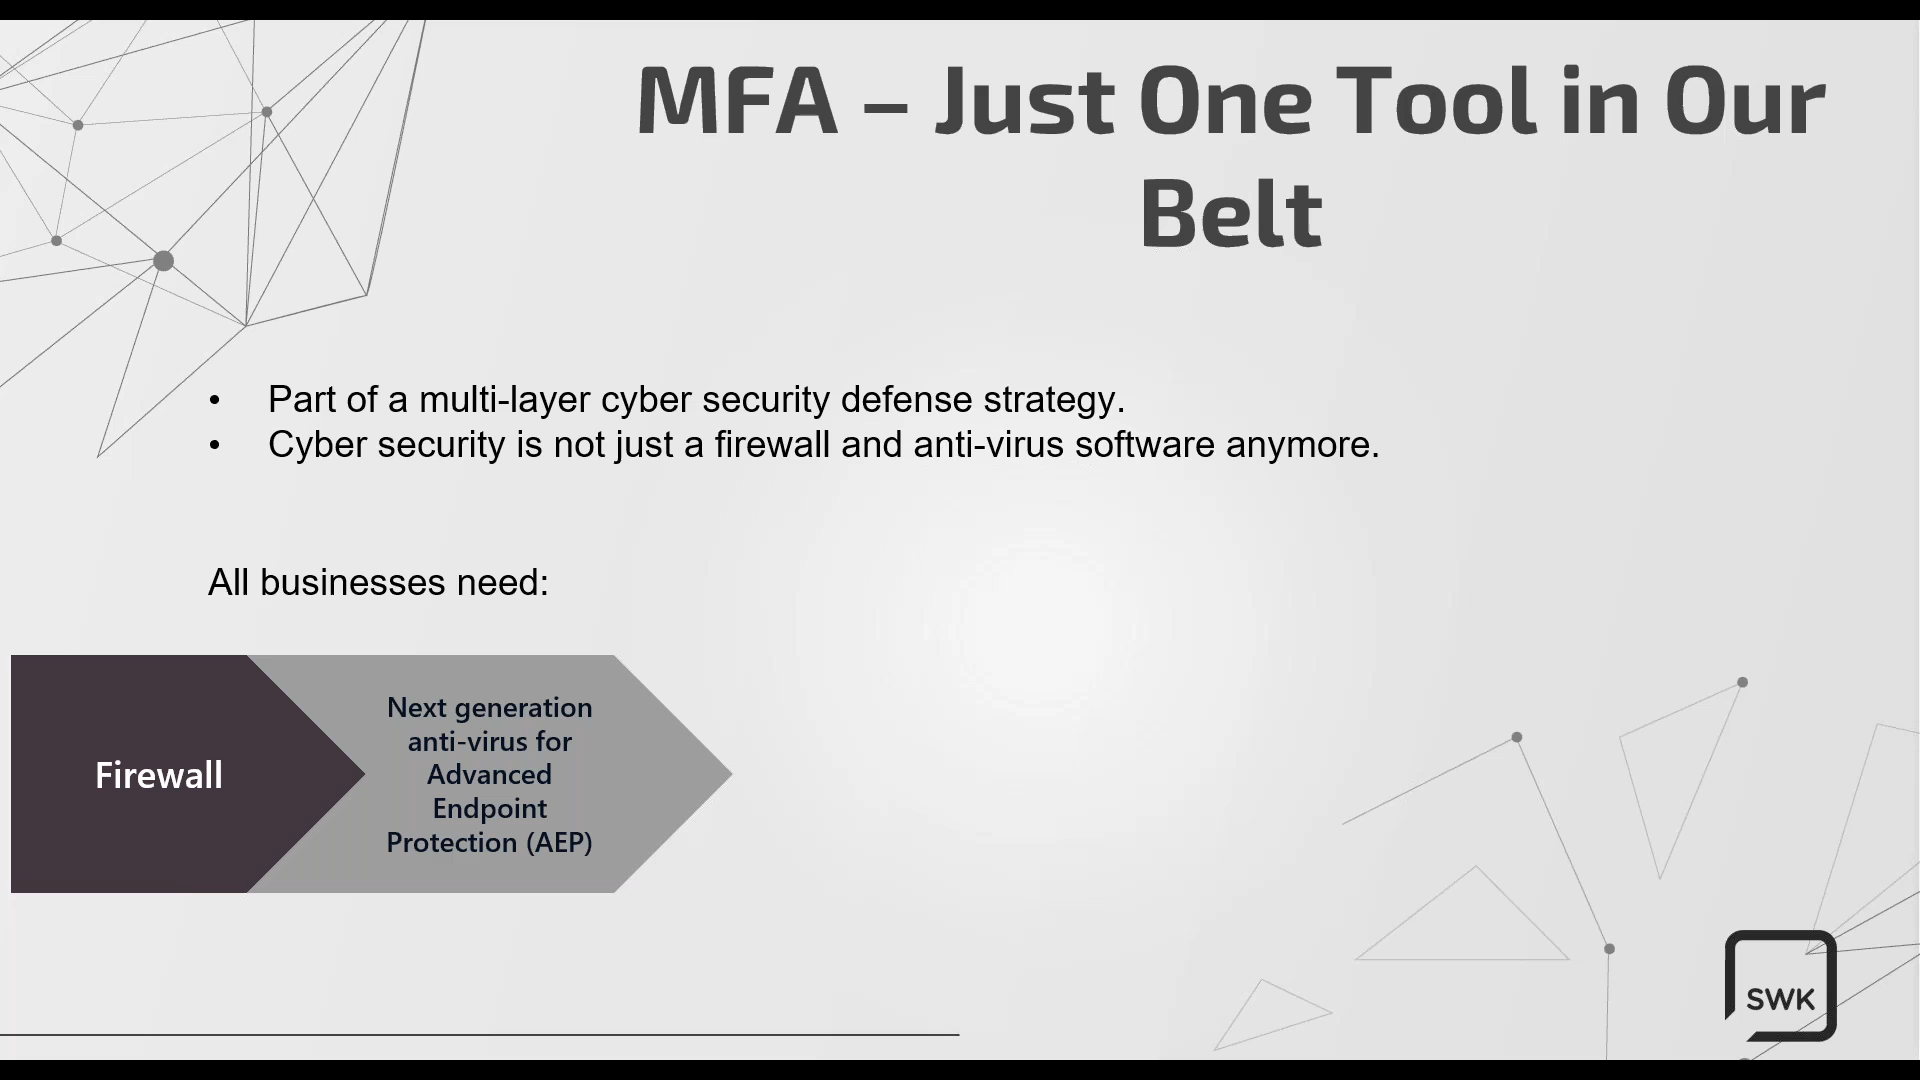 MFA – Just One Tool in Our
Belt
• Part of a multi-layer cyber security defense strategy.
• Cyber security is not just a firewall and anti-virus software anymore.
All businesses need:
Firewall
Next generation
anti-virus for
Advanced
Endpoint
Protection (AEP)
SWK